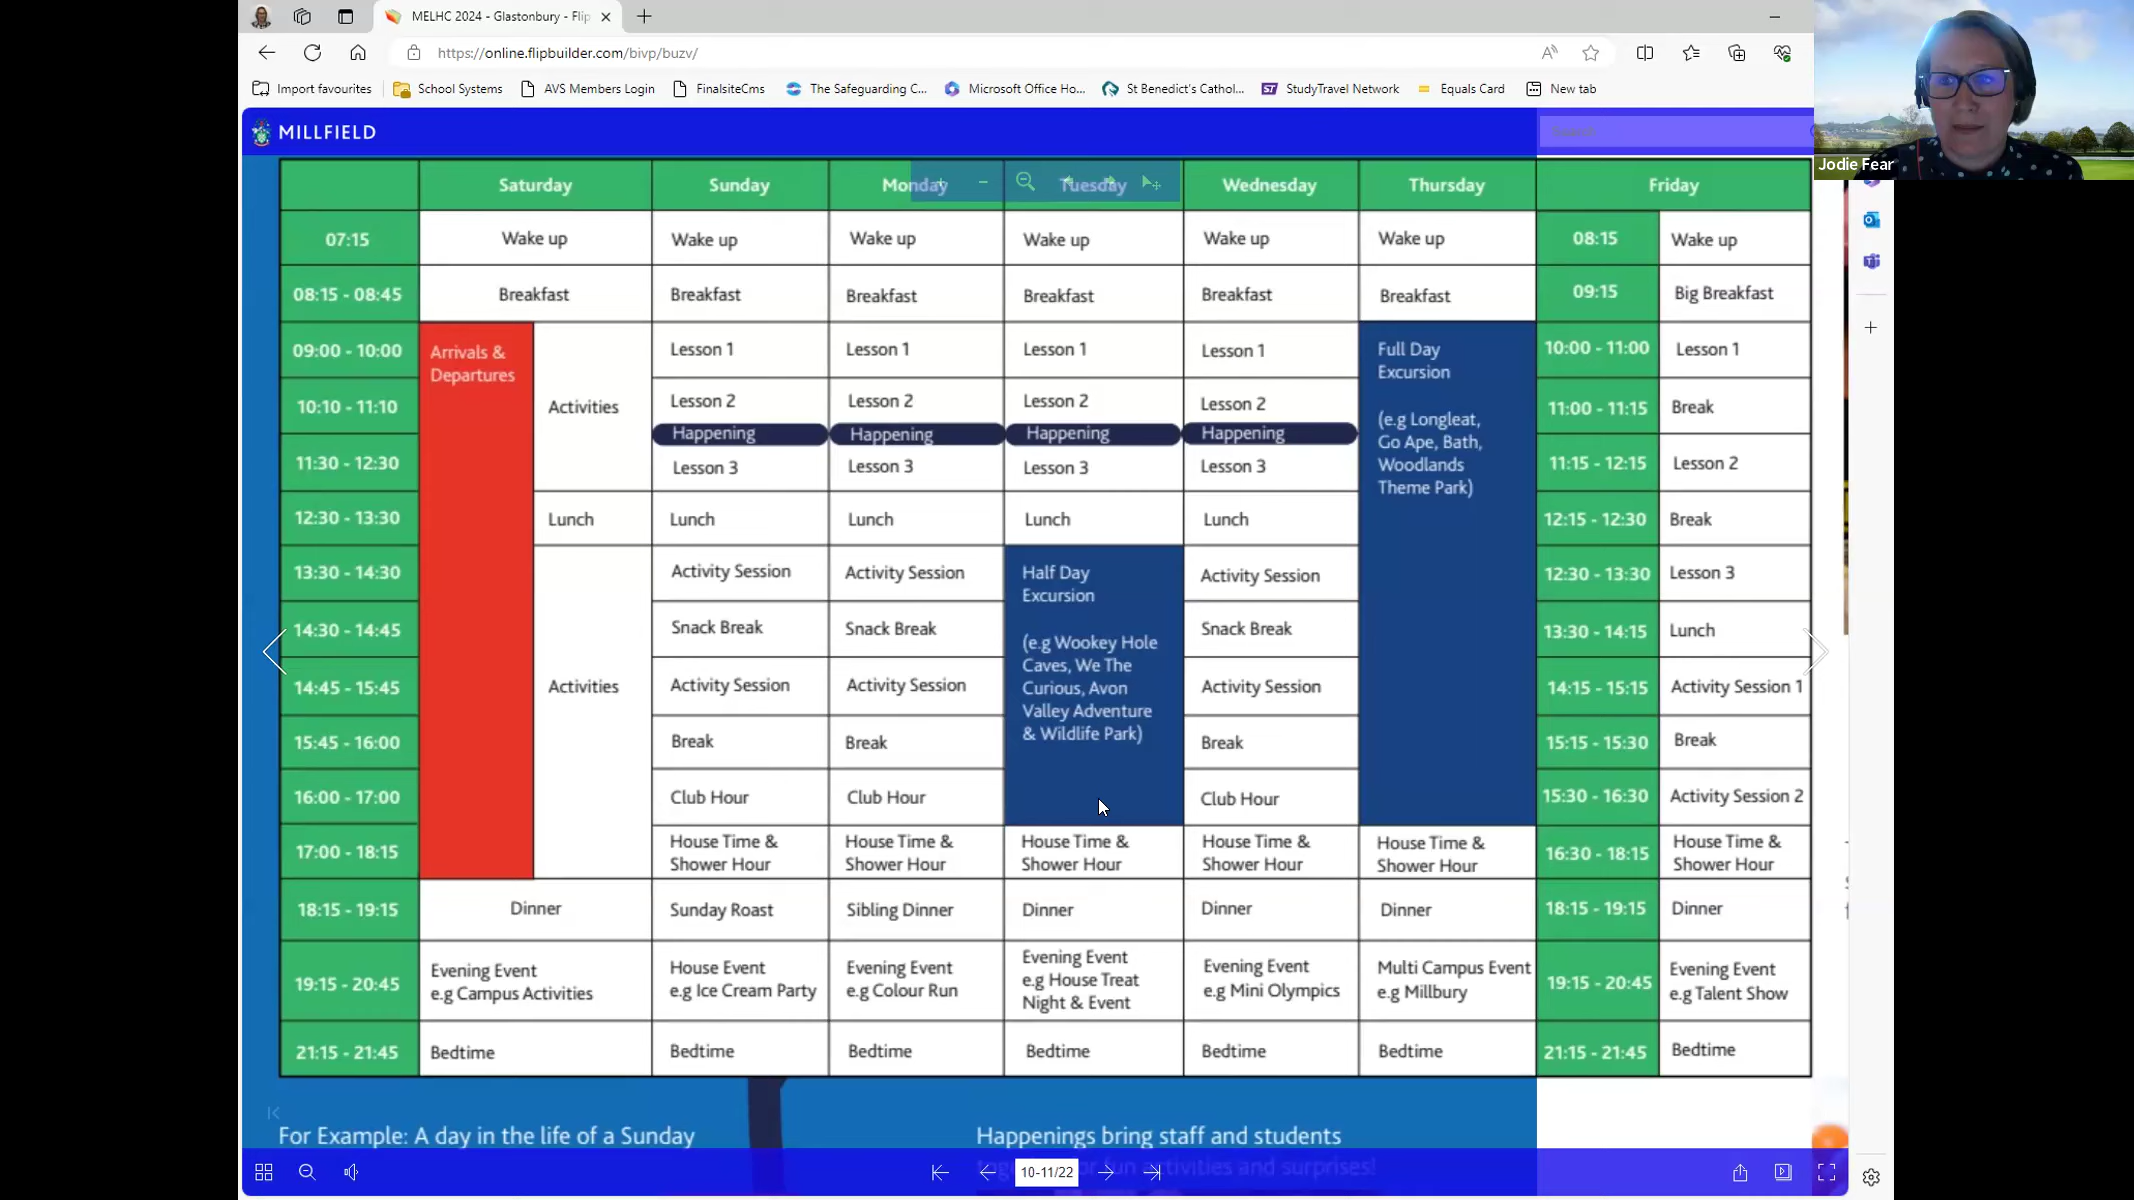 MELHC 2024 - Glastonbury - Flip
https://online.flipbuilder.com/bivp/buzv/
Import favourites School Systems AVS Members Login FinalsiteCms The Safeguarding C... Microsoft Office Ho... St Benedict's Cathol... StudyTravel Network Equals Card New tab
MILLFIELD
Search
Jodie Fear
Saturday Sunday Monday Tuesday Wednesday Thursday Friday
07:15 Wake up Wake up Wake up Wake up Wake up Wake up 08:15 Wake up
08:15 - 08:45 Breakfast Breakfast Breakfast Breakfast Breakfast Breakfast 09:15 Big Breakfast
09:00 - 10:00 Arrivals & Departures Lesson 1 Lesson 1 Lesson 1 Lesson 1 Full Day Excursion 10:00 - 11:00 Lesson 1
10:10 - 11:10 Activities Lesson 2 Lesson 2 Lesson 2 Lesson 2 (e.g Longleat, Go Ape, Bath, Woodlands Theme Park) 11:00 - 11:15 Break
Happening Happening Happening Happening
11:30 - 12:30 Lesson 3 Lesson 3 Lesson 3 Lesson 3 11:15 - 12:15 Lesson 2
12:30 - 13:30 Lunch Lunch Lunch Lunch Lunch 12:15 - 12:30 Break
13:30 - 14:30 Activity Session Activity Session Half Day Excursion Activity Session 12:30 - 13:30 Lesson 3
14:30 - 14:45 Snack Break Snack Break (e.g Wookey Hole Caves, We The Curious, Avon Valley Adventure & Wildlife Park) Snack Break 13:30 - 14:15 Lunch
14:45 - 15:45 Activities Activity Session Activity Session Activity Session 14:15 - 15:15 Activity Session 1
15:45 - 16:00 Break Break Break 15:15 - 15:30 Break
16:00 - 17:00 Club Hour Club Hour Club Hour 15:30 - 16:30 Activity Session 2
17:00 - 18:15 House Time & Shower Hour House Time & Shower Hour House Time & Shower Hour House Time & Shower Hour House Time & Shower Hour 16:30 - 18:15 House Time & Shower Hour
18:15 - 19:15 Dinner Sunday Roast Sibling Dinner Dinner Dinner Dinner 18:15 - 19:15 Dinner
19:15 - 20:45 Evening Event e.g Campus Activities House Event e.g Ice Cream Party Evening Event e.g Colour Run Evening Event e.g House Treat Night & Event Evening Event e.g Mini Olympics Multi Campus Event e.g Millbury 19:15 - 20:45 Evening Event e.g Talent Show
21:15 - 21:45 Bedtime Bedtime Bedtime Bedtime Bedtime Bedtime 21:15 - 21:45 Bedtime
For Example: A day in the life of a Sunday
Happenings bring staff and students
for fun activities and surprises!
10-11/22